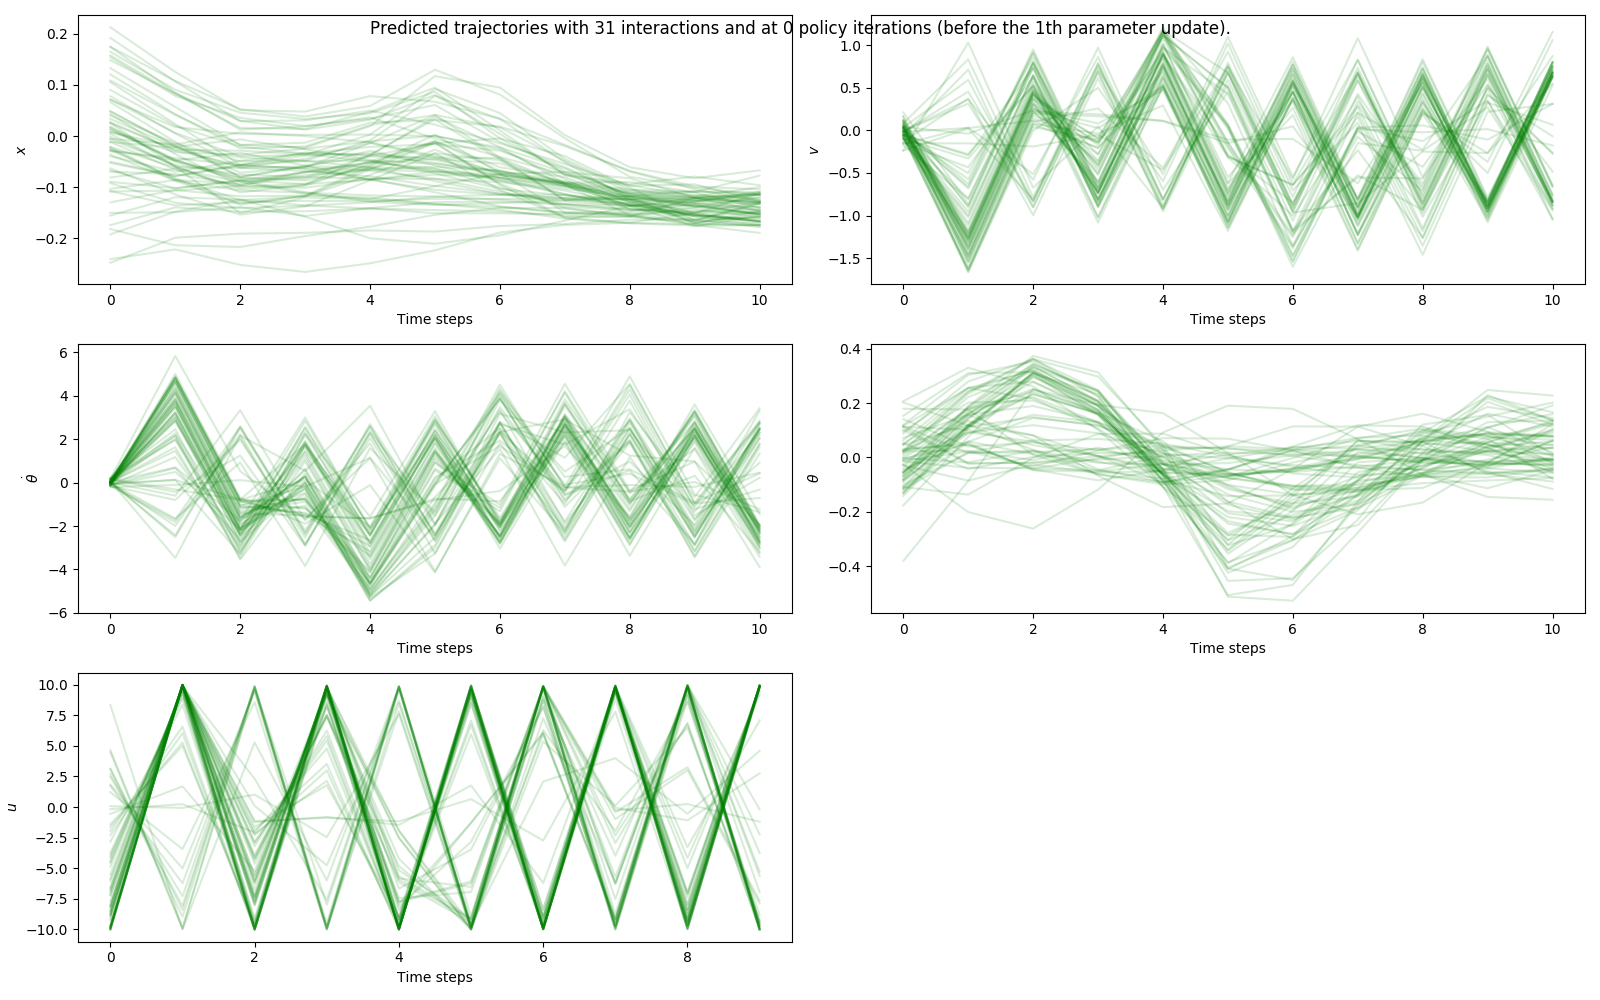 Predicted trajectories with 31 interactions and at 0 policy iterations (before the 1th parameter update).
0.2
0.1
0.0
−0.1
−0.2
x
0 2 4 6 8 10
Time steps
1.0
0.5
0.0
−0.5
−1.0
−1.5
v
0 2 4 6 8 10
Time steps
6
4
2
0
−2
−4
−6
θ̇
0 2 4 6 8 10
Time steps
0.4
0.2
0.0
−0.2
−0.4
θ
0 2 4 6 8 10
Time steps
10.0
7.5
5.0
2.5
0.0
−2.5
−5.0
−7.5
−10.0
u
0 2 4 6 8
Time steps